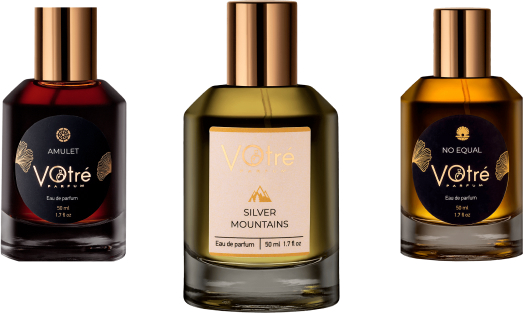 AMULET
VOtré
PARFUM
Eau de parfum
50 ml
1.7 fl oz
VOtré
PARFUM
SILVER
MOUNTAINS
Eau de parfum 50 ml 1.7 fl oz
NO EQUAL
VOtré
PARFUM
Eau de parfum
50 ml
1.7 fl oz